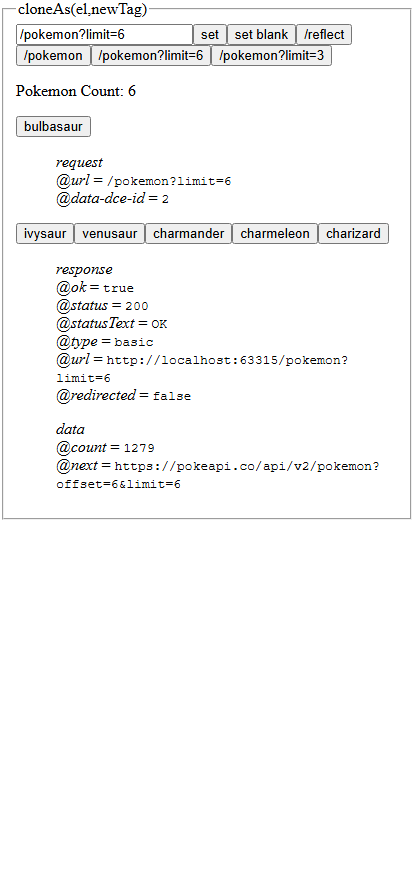 cloneAs(el,newTag)
/pokemon?limit=6 set set blank /reflect
/pokemon /pokemon?limit=6 /pokemon?limit=3
Pokemon Count: 6
bulbasaur
request
@url = /pokemon?limit=6
@data-dce-id = 2
ivysaur venusaur charmander charmeleon charizard
response
@ok = true
@status = 200
@statusText = OK
@type = basic
@url = http://localhost:63315/pokemon?
limit=6
@redirected = false
data
@count = 1279
@next = https://pokeapi.co/api/v2/pokemon?
offset=6&limit=6